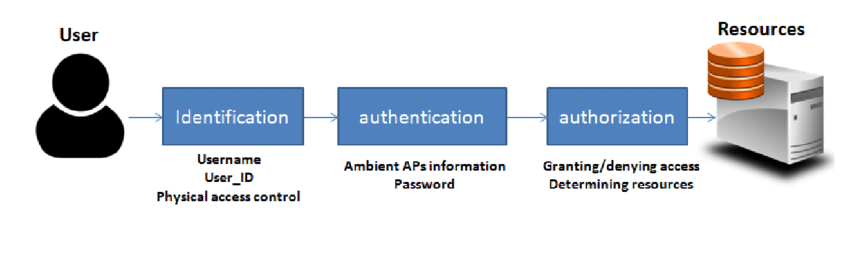 User
Resources
Identification
authentication
authorization
Username
User_ID
Physical access control
Ambient APs information
Password
Granting/denying access
Determining resources